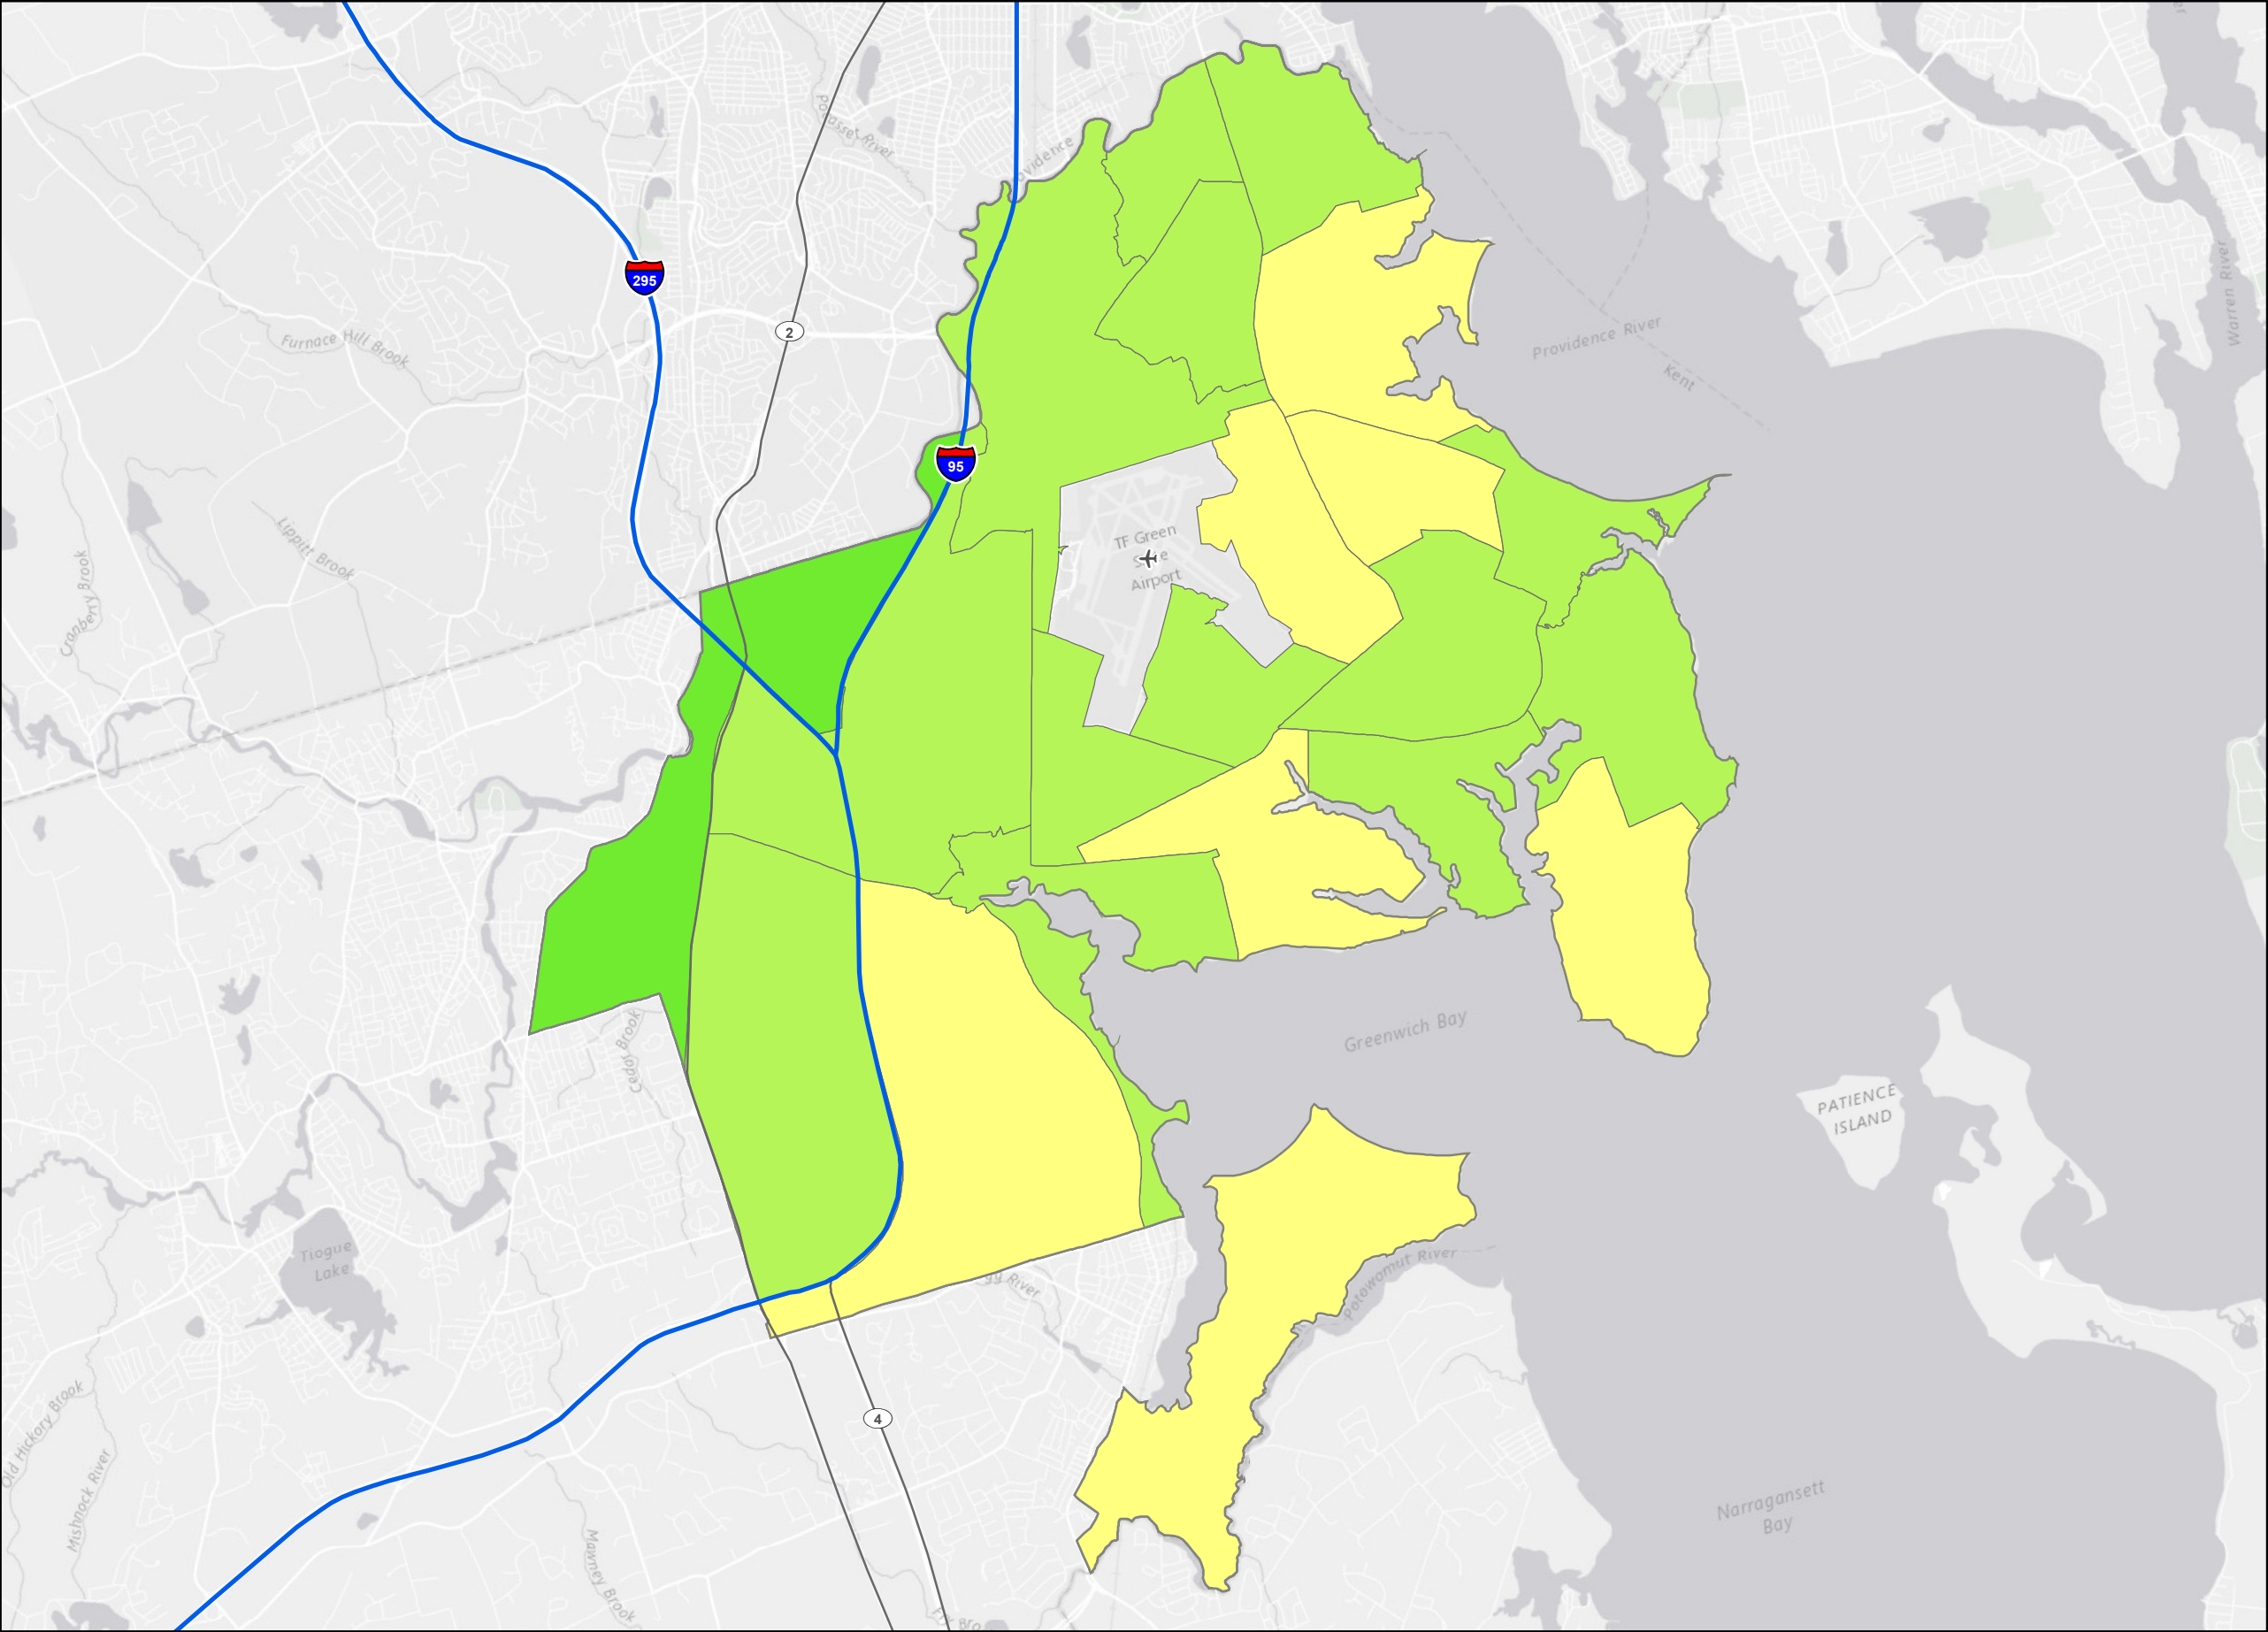 295
2
95
Furnace Hill Brook
Lippitt Brook
Cranberry Brook
Providence River
Kent
Warren River
TF Green
Airport
Greenwich Bay
PATIENCE
ISLAND
Cedar Brook
Tiogue
Lake
Potowomut River
River
Old Hickory Brook
Mishnock River
Mawney Brook
4
Narragansett
Bay